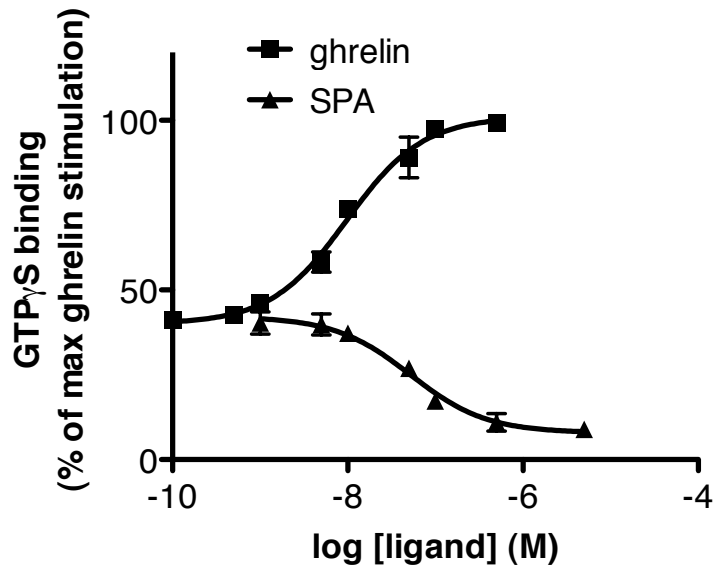 ghrelin
SPA
GTPγS binding
(% of max ghrelin stimulation)
100
50
0
-10
-8
-6
-4
log [ligand] (M)